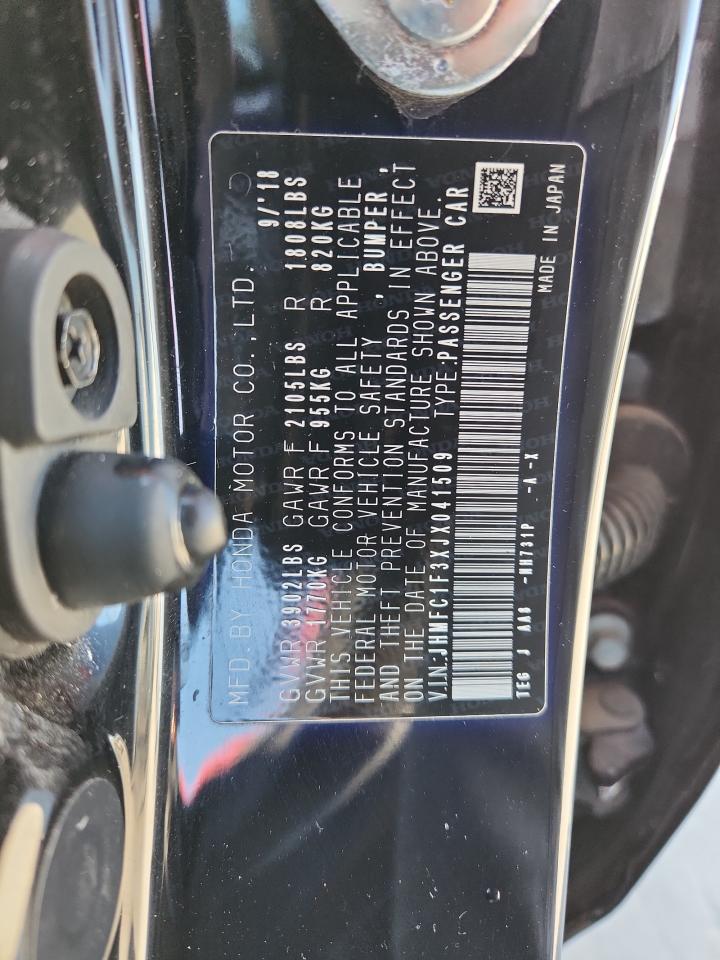 MFD.BY HONDA MOTOR CO.,LTD. 9/'18
GVWR 3902LBS GAWR F 2105LBS R 1808LBS
GVWR 1770KG GAWR F 955KG R 820KG
THIS VEHICLE CONFORMS TO ALL APPLICABLE
FEDERAL MOTOR VEHICLE SAFETY , BUMPER ,
AND THEFT PREVENTION STANDARDS IN EFFECT
ON THE DATE OF MANUFACTURE SHOWN ABOVE.
V.I.N:JHMFC1F3XJX041509 TYPE:PASSENGER CAR
TEG J AA6 -NH731P -A -X MADE IN JAPAN